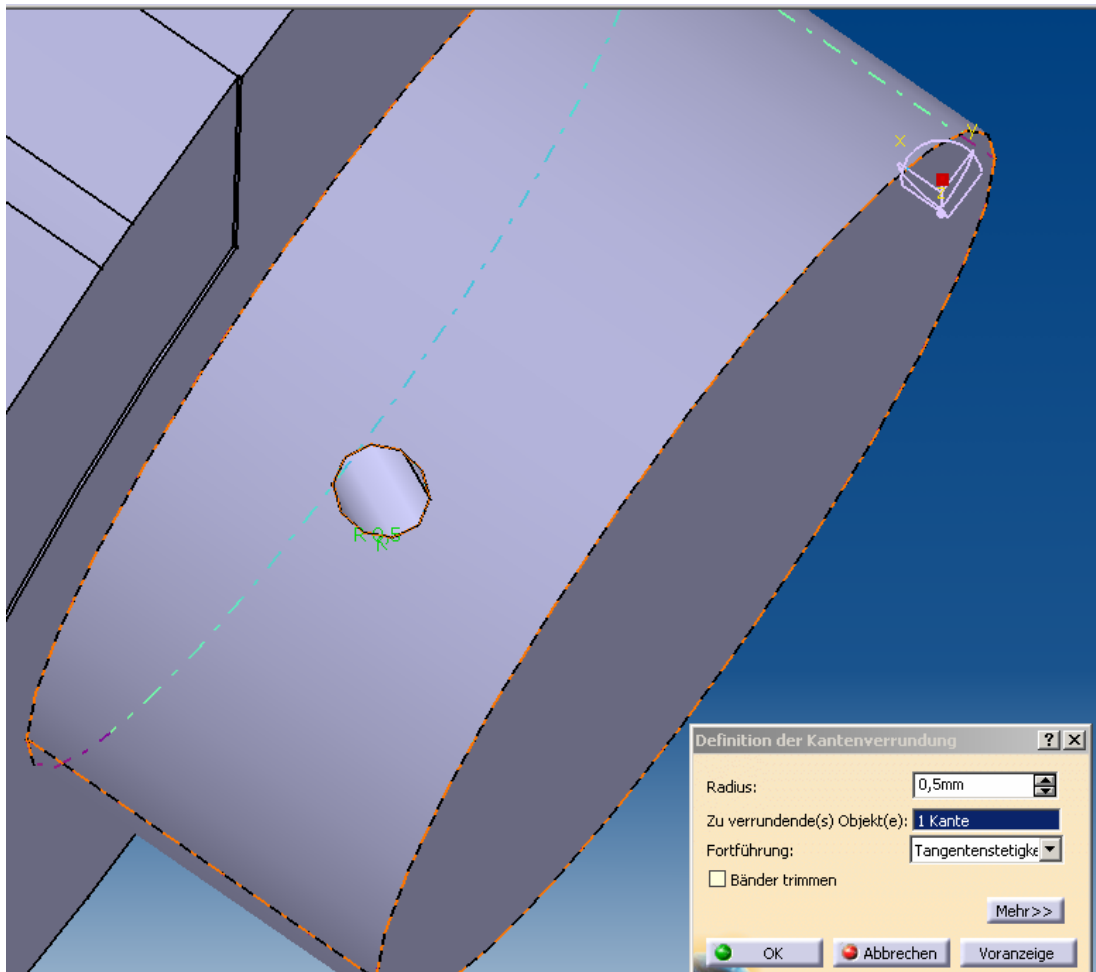 x
y
z
R 0,5
Definition der Kantenverrundung
? X
Radius:
0,5mm
Zu verrundende(s) Objekt(e):
1 Kante
Fortführung:
Tangentenstetigke
Bänder trimmen
Mehr>>
OK
Abbrechen
Voranzeige